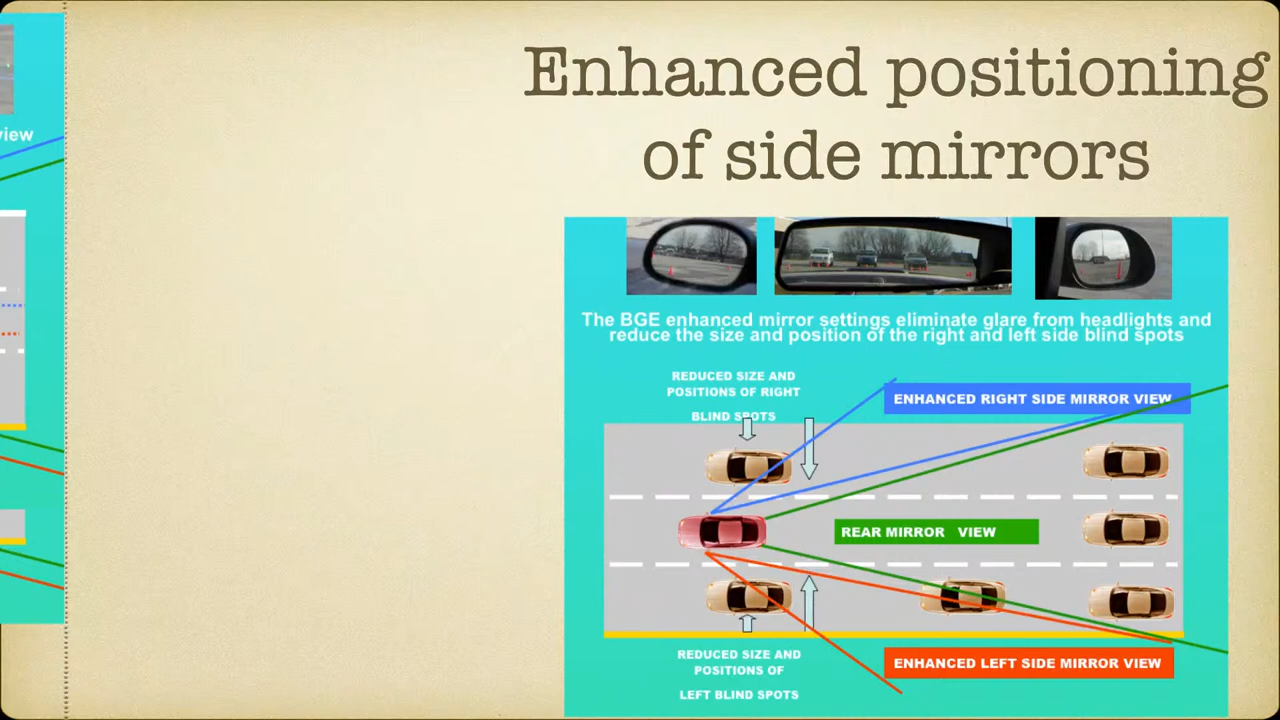 view
Enhanced positioning
of side mirrors
The BGE enhanced mirror settings eliminate glare from headlights and
reduce the size and position of the right and left side blind spots
REDUCED SIZE AND
POSITIONS OF RIGHT
BLIND SPOTS
ENHANCED RIGHT SIDE MIRROR VIEW
REAR MIRROR VIEW
REDUCED SIZE AND
POSITIONS OF
LEFT BLIND SPOTS
ENHANCED LEFT SIDE MIRROR VIEW